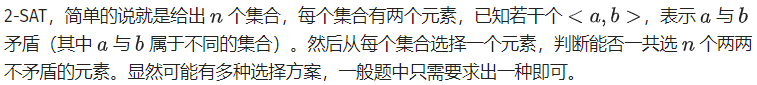 2-SAT，简单的说就是给出 n 个集合，每个集合有两个元素，已知若干个 < a, b >，表示 a 与 b
矛盾（其中 a 与 b 属于不同的集合）。然后从每个集合选择一个元素，判断能否一共选 n 个两两
不矛盾的元素。显然可能有多种选择方案，一般题中只需要求出一种即可。